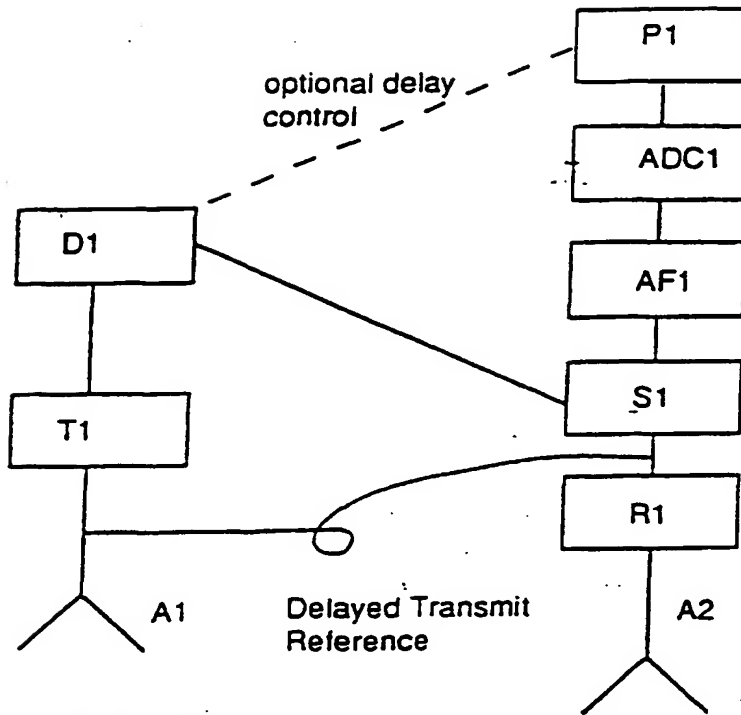 P1
optional delay
control
ADC1
D1
AF1
S1
T1
R1
A1
Delayed Transmit
Reference
A2